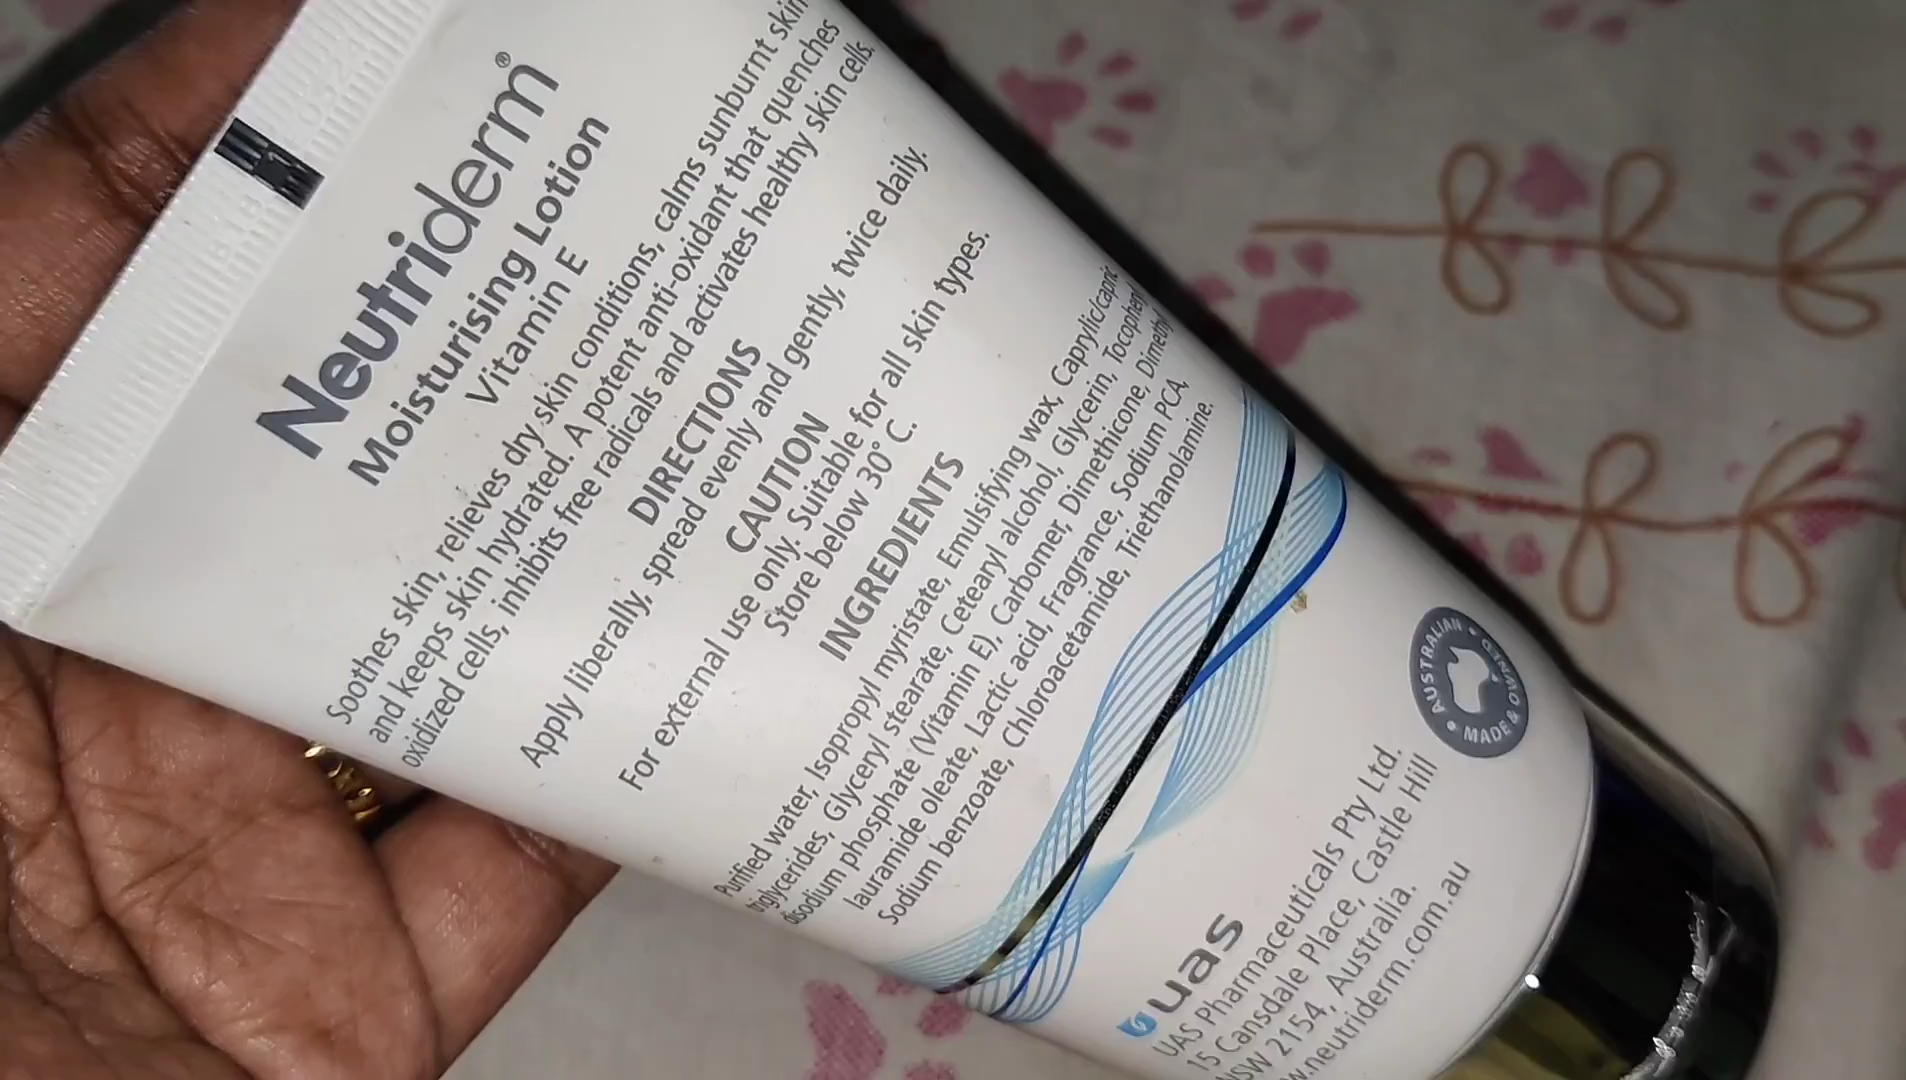 Neutriderm®
Moisturising Lotion
Vitamin E
Soothes skin, relieves dry skin conditions, calms sunburnt skin
and keeps skin hydrated. A potent anti-oxidant that quenches
oxidized cells, inhibits free radicals and activates healthy skin cells.
DIRECTIONS
Apply liberally, spread evenly and gently, twice daily.
CAUTION
For external use only. Suitable for all skin types.
Store below 30° C.
INGREDIENTS
Purified water, Isopropyl myristate, Emulsifying wax, Caprylic/capric
triglycerides, Glyceryl stearate, Cetearyl alcohol, Glycerin, Tocopheryl
disodium phosphate (Vitamin E), Carbomer, Dimethicone, Dimethyl
lauramide oleate, Lactic acid, Fragrance, Sodium PCA,
Sodium benzoate, Chloroacetamide, Triethanolamine.
AUSTRALIAN • MADE & OWNED •
uas
UAS Pharmaceuticals Pty Ltd.
15 Cansdale Place, Castle Hill
NSW 2154, Australia.
w.neutriderm.com.au